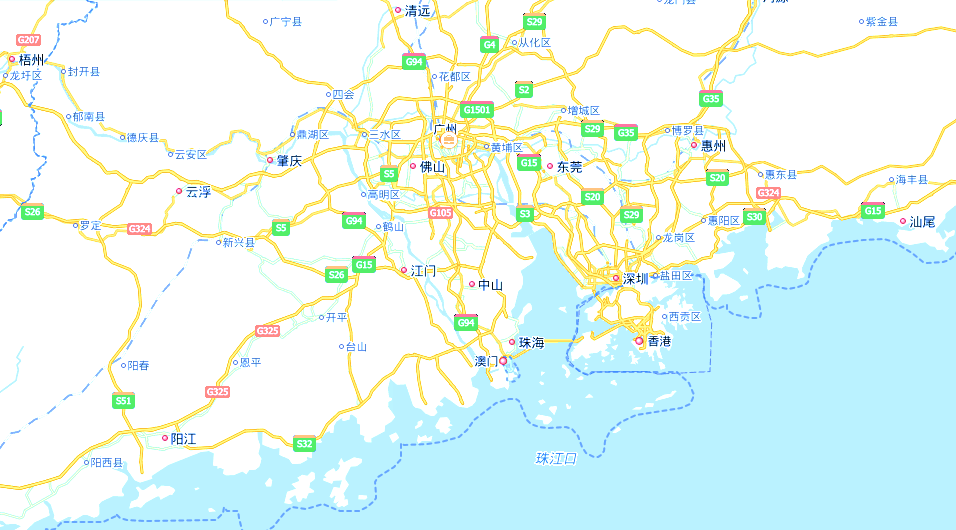 清远
龙门县
河源
广宁县
S29
紫金县
G207
G4
从化区
梧州
G94
龙圩区
封开县
花都区
S2
四会
G35
G1501
增城区
郁南县
广州
德庆县
鼎湖区
三水区
S29
G35
博罗县
惠州
云安区
肇庆
黄埔区
佛山
G15
东莞
S5
S20
惠东县
海丰县
云浮
高明区
S20
G324
S26
G105
S3
S29
S30
G15
汕尾
罗定
G324
S5
G94
鹤山
惠阳区
新兴县
龙岗区
G15
S26
江门
中山
深圳
盐田区
开平
G94
西贡区
G325
台山
珠海
香港
阳春
恩平
澳门
S51
G325
阳江
S32
阳西县
珠江口